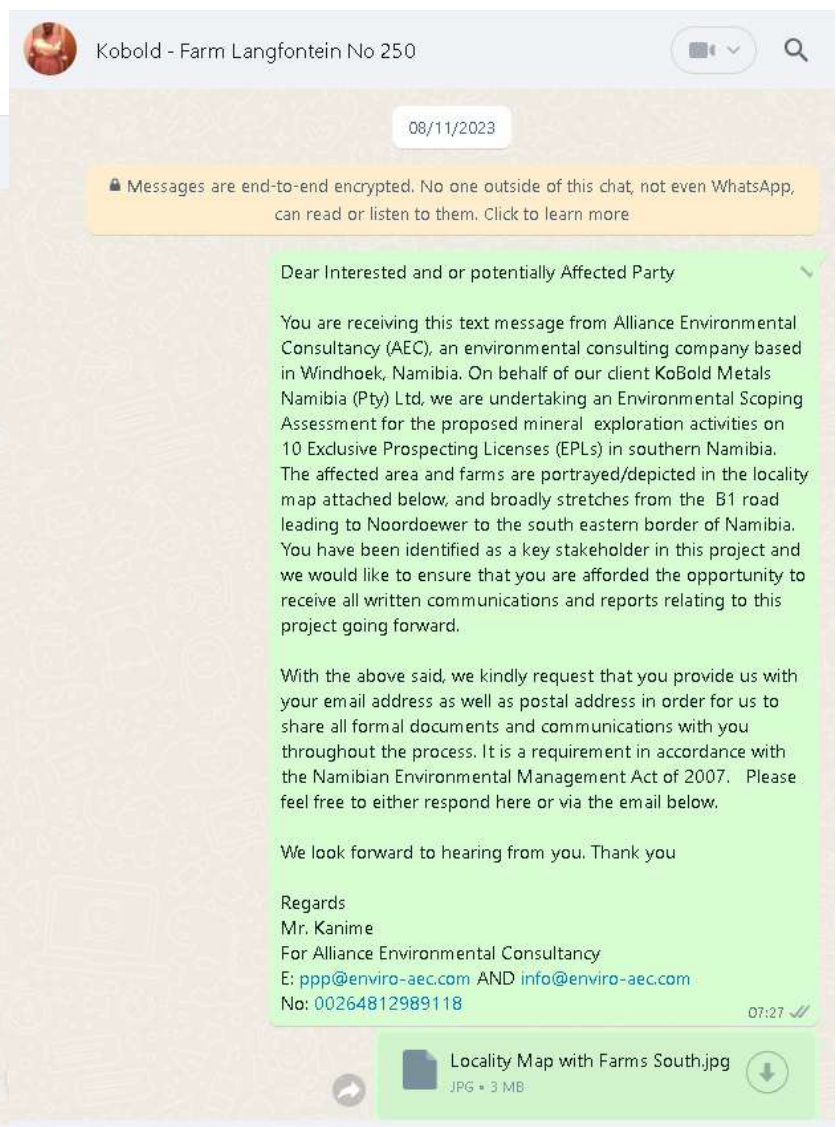 Kobold - Farm Langfontein No 250
08/11/2023
Messages are end-to-end encrypted. No one outside of this chat, not even WhatsApp,
can read or listen to them. Click to learn more
Dear Interested and or potentially Affected Party
You are receiving this text message from Alliance Environmental
Consultancy (AEC), an environmental consulting company based
in Windhoek, Namibia. On behalf of our client KoBold Metals
Namibia (Pty) Ltd, we are undertaking an Environmental Scoping
Assessment for the proposed mineral exploration activities on
10 Exclusive Prospecting Licenses (EPLs) in southern Namibia.
The affected area and farms are portrayed/depicted in the locality
map attached below, and broadly stretches from the B1 road
leading to Noordoewer to the south eastern border of Namibia.
You have been identified as a key stakeholder in this project and
we would like to ensure that you are afforded the opportunity to
receive all written communications and reports relating to this
project going forward.
With the above said, we kindly request that you provide us with
your email address as well as postal address in order for us to
share all formal documents and communications with you
throughout the process. It is a requirement in accordance with
the Namibian Environmental Management Act of 2007. Please
feel free to either respond here or via the email below.
We look forward to hearing from you. Thank you
Regards
Mr. Kanime
For Alliance Environmental Consultancy
E: ppp@enviro-aec.com AND info@enviro-aec.com
No: 00264812989118
07:27
Locality Map with Farms South.jpg
JPG • 3 MB